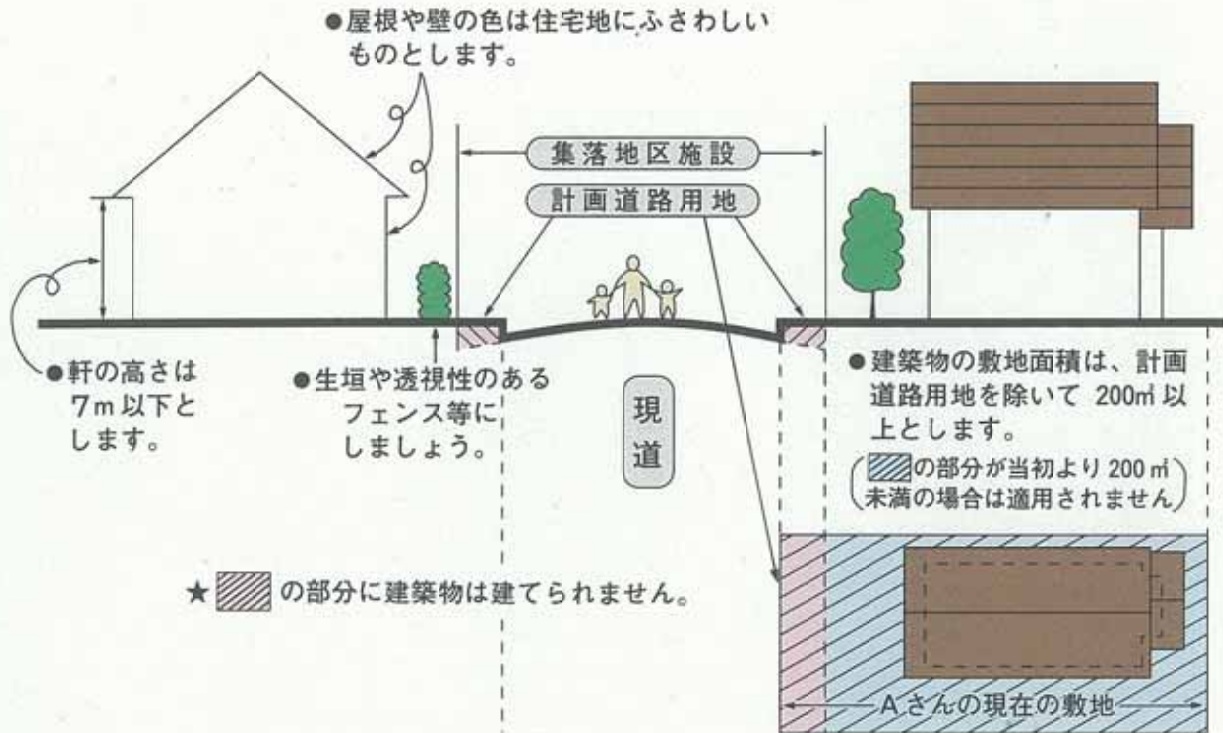 ●屋根や壁の色は住宅地にふさわしい
ものとします。
集落地区施設
計画道路用地
●軒の高さは
7m以下と
します。
●生垣や透視性のある
フェンス等に
しましょう。
現道
●建築物の敷地面積は、計画
道路用地を除いて 200㎡以
上とします。
(の部分が当初より200㎡
未満の場合は適用されません)
★ の部分に建築物は建てられません。
Aさんの現在の敷地